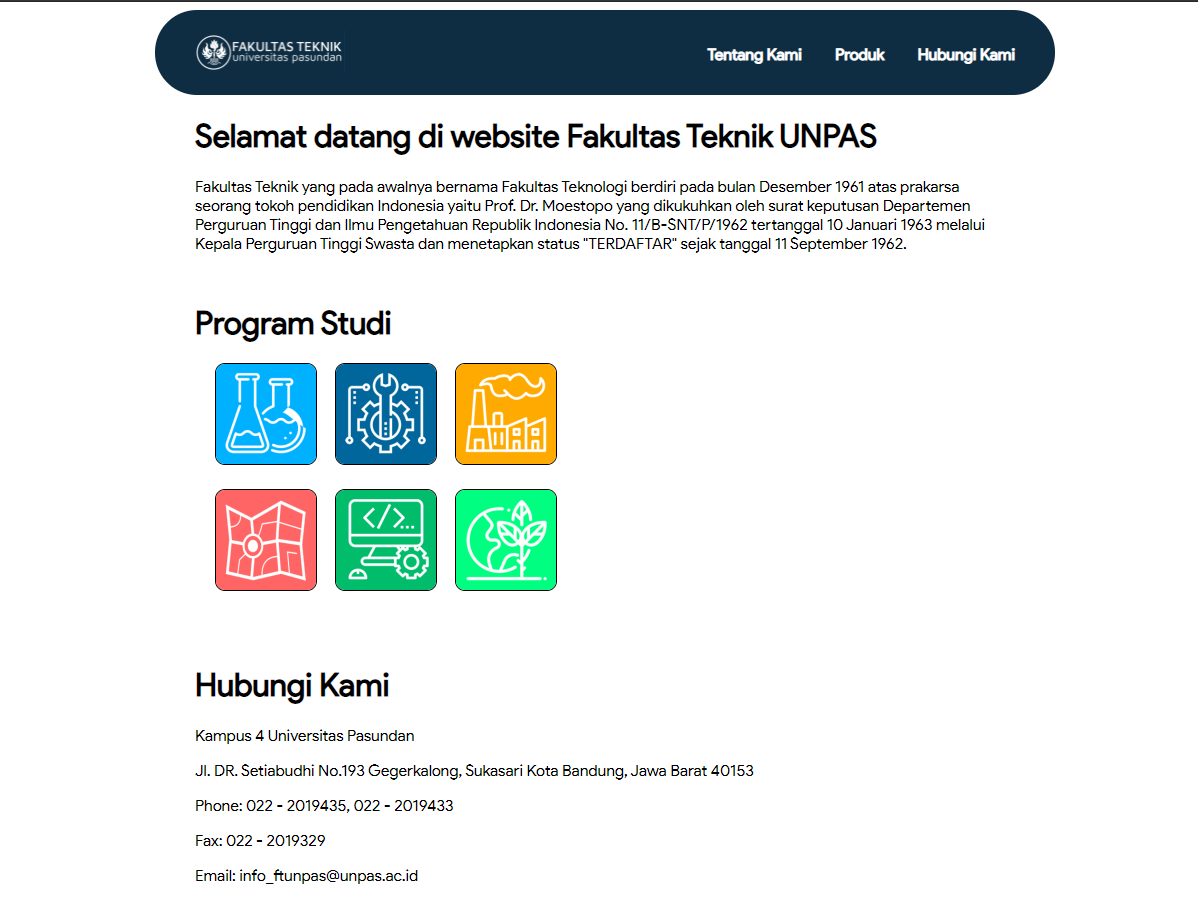 FAKULTAS TEKNIK
universitas pasundan
Tentang Kami
Produk
Hubungi Kami
Selamat datang di website Fakultas Teknik UNPAS
Fakultas Teknik yang pada awalnya bernama Fakultas Teknologi berdiri pada bulan Desember 1961 atas prakarsa
seorang tokoh pendidikan Indonesia yaitu Prof. Dr. Moestopo yang dikukuhkan oleh surat keputusan Departemen
Perguruan Tinggi dan Ilmu Pengetahuan Republik Indonesia No. 11/B-SNT/P/1962 tertanggal 10 Januari 1963 melalui
Kepala Perguruan Tinggi Swasta dan menetapkan status "TERDAFTAR" sejak tanggal 11 September 1962.
Program Studi
</>...
Hubungi Kami
Kampus 4 Universitas Pasundan
Jl. DR. Setiabudhi No.193 Gegerkalong, Sukasari Kota Bandung, Jawa Barat 40153
Phone: 022 - 2019435, 022 - 2019433
Fax: 022 - 2019329
Email: info_ftunpas@unpas.ac.id